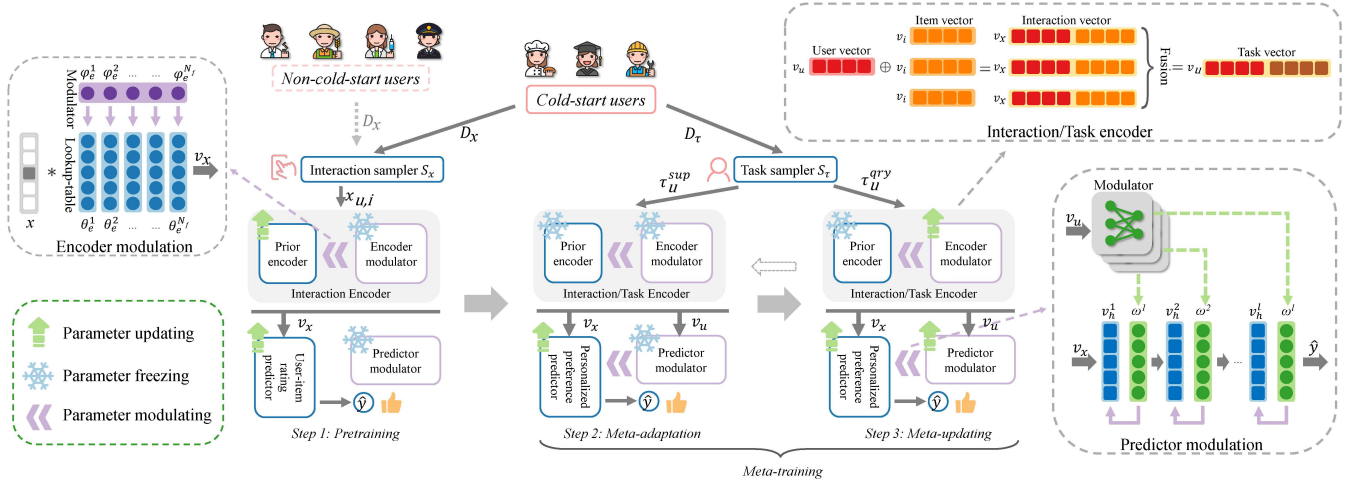 φ_e^1 φ_e^2 ... ... φ_e^{N_f}
Modulator
Lookup-table
x
*
v_x
θ_e^1 θ_e^2 ... ... θ_e^{N_f}
Encoder modulation
Parameter updating
Parameter freezing
Parameter modulating
Non-cold-start users
Cold-start users
D_x
D_x
D_τ
Interaction sampler S_x
x_{u,i}
Task sampler S_τ
τ_u^{sup}
τ_u^{qry}
Prior
encoder
Encoder
modulator
Interaction Encoder
v_x
User-item
rating
predictor
Predictor
modulator
ŷ
Step 1: Pretraining
Prior
encoder
Encoder
modulator
Interaction/Task Encoder
v_x
v_u
Personalized
preference
predictor
Predictor
modulator
ŷ
Step 2: Meta-adaptation
Prior
encoder
Encoder
modulator
Interaction/Task Encoder
v_x
v_u
Personalized
preference
predictor
Predictor
modulator
ŷ
Step 3: Meta-updating
Meta-training
User vector
v_u
⊕
Item vector
v_i
v_i
v_i
=
Interaction vector
v_x
v_x
v_x
Fusion
=
Task vector
v_u
Interaction/Task encoder
Modulator
v_u
v_h^1 ω^1 v_h^2 ω^2 ... v_h^l ω^l
v_x
ŷ
Predictor modulation